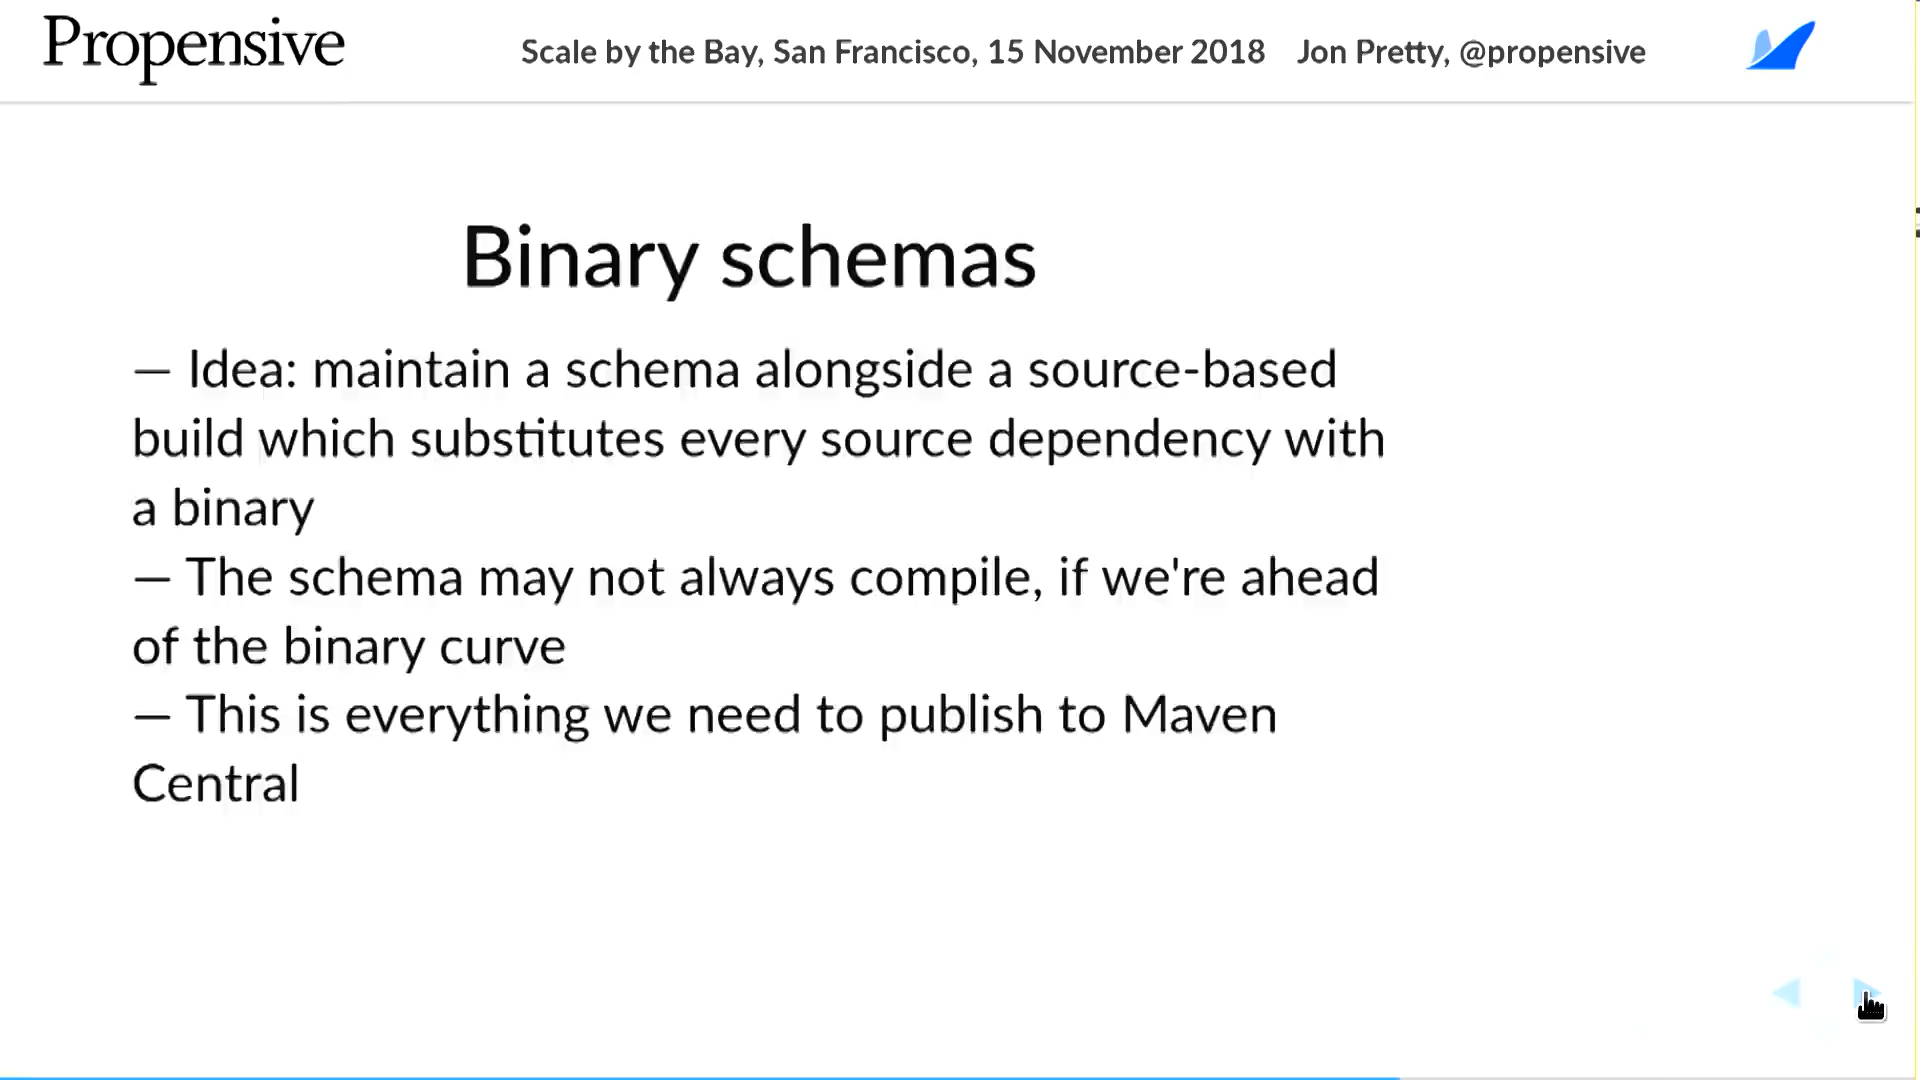 Propensive
Scale by the Bay, San Francisco, 15 November 2018 Jon Pretty, @propensive
Binary schemas
— Idea: maintain a schema alongside a source-based
build which substitutes every source dependency with
a binary
— The schema may not always compile, if we're ahead
of the binary curve
— This is everything we need to publish to Maven
Central